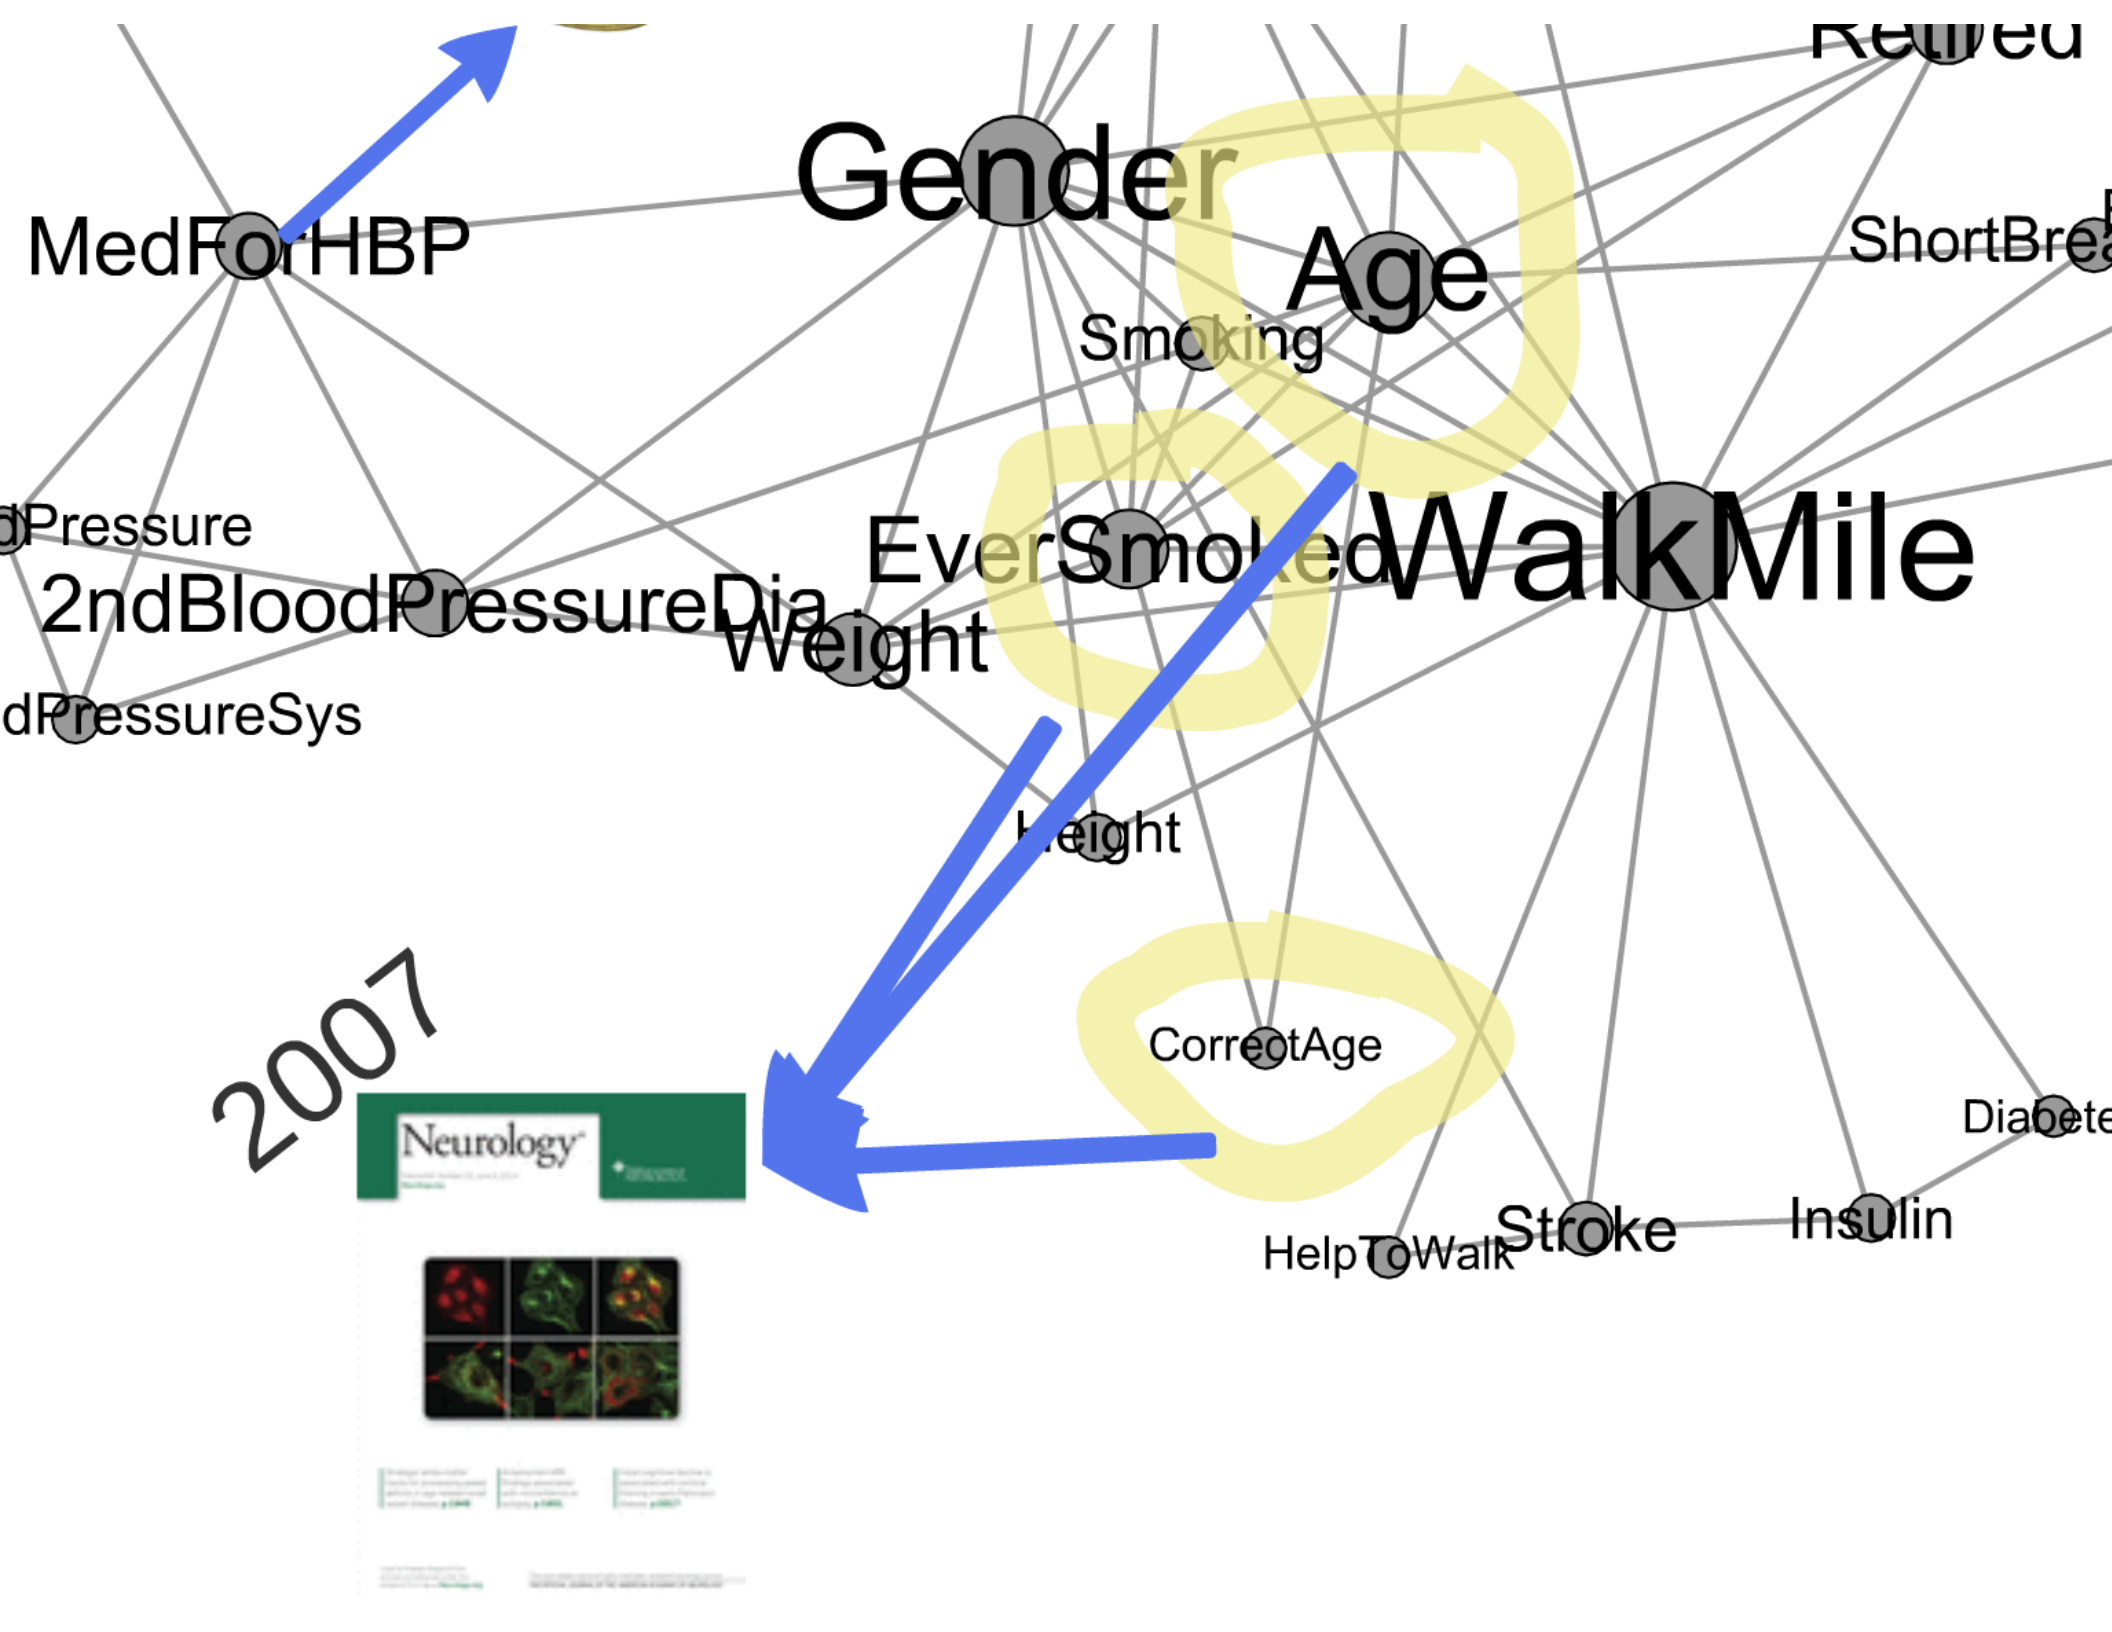 Retired
Gender
MedForHBP
Age
ShortBrea
Smoking
dPressure
EverSmoked
WalkMile
2ndBloodPressureDia
Weight
dPressureSys
Height
2007
CorrectAge
Neurology
Diabete
Stroke
Insulin
HelpToWalk